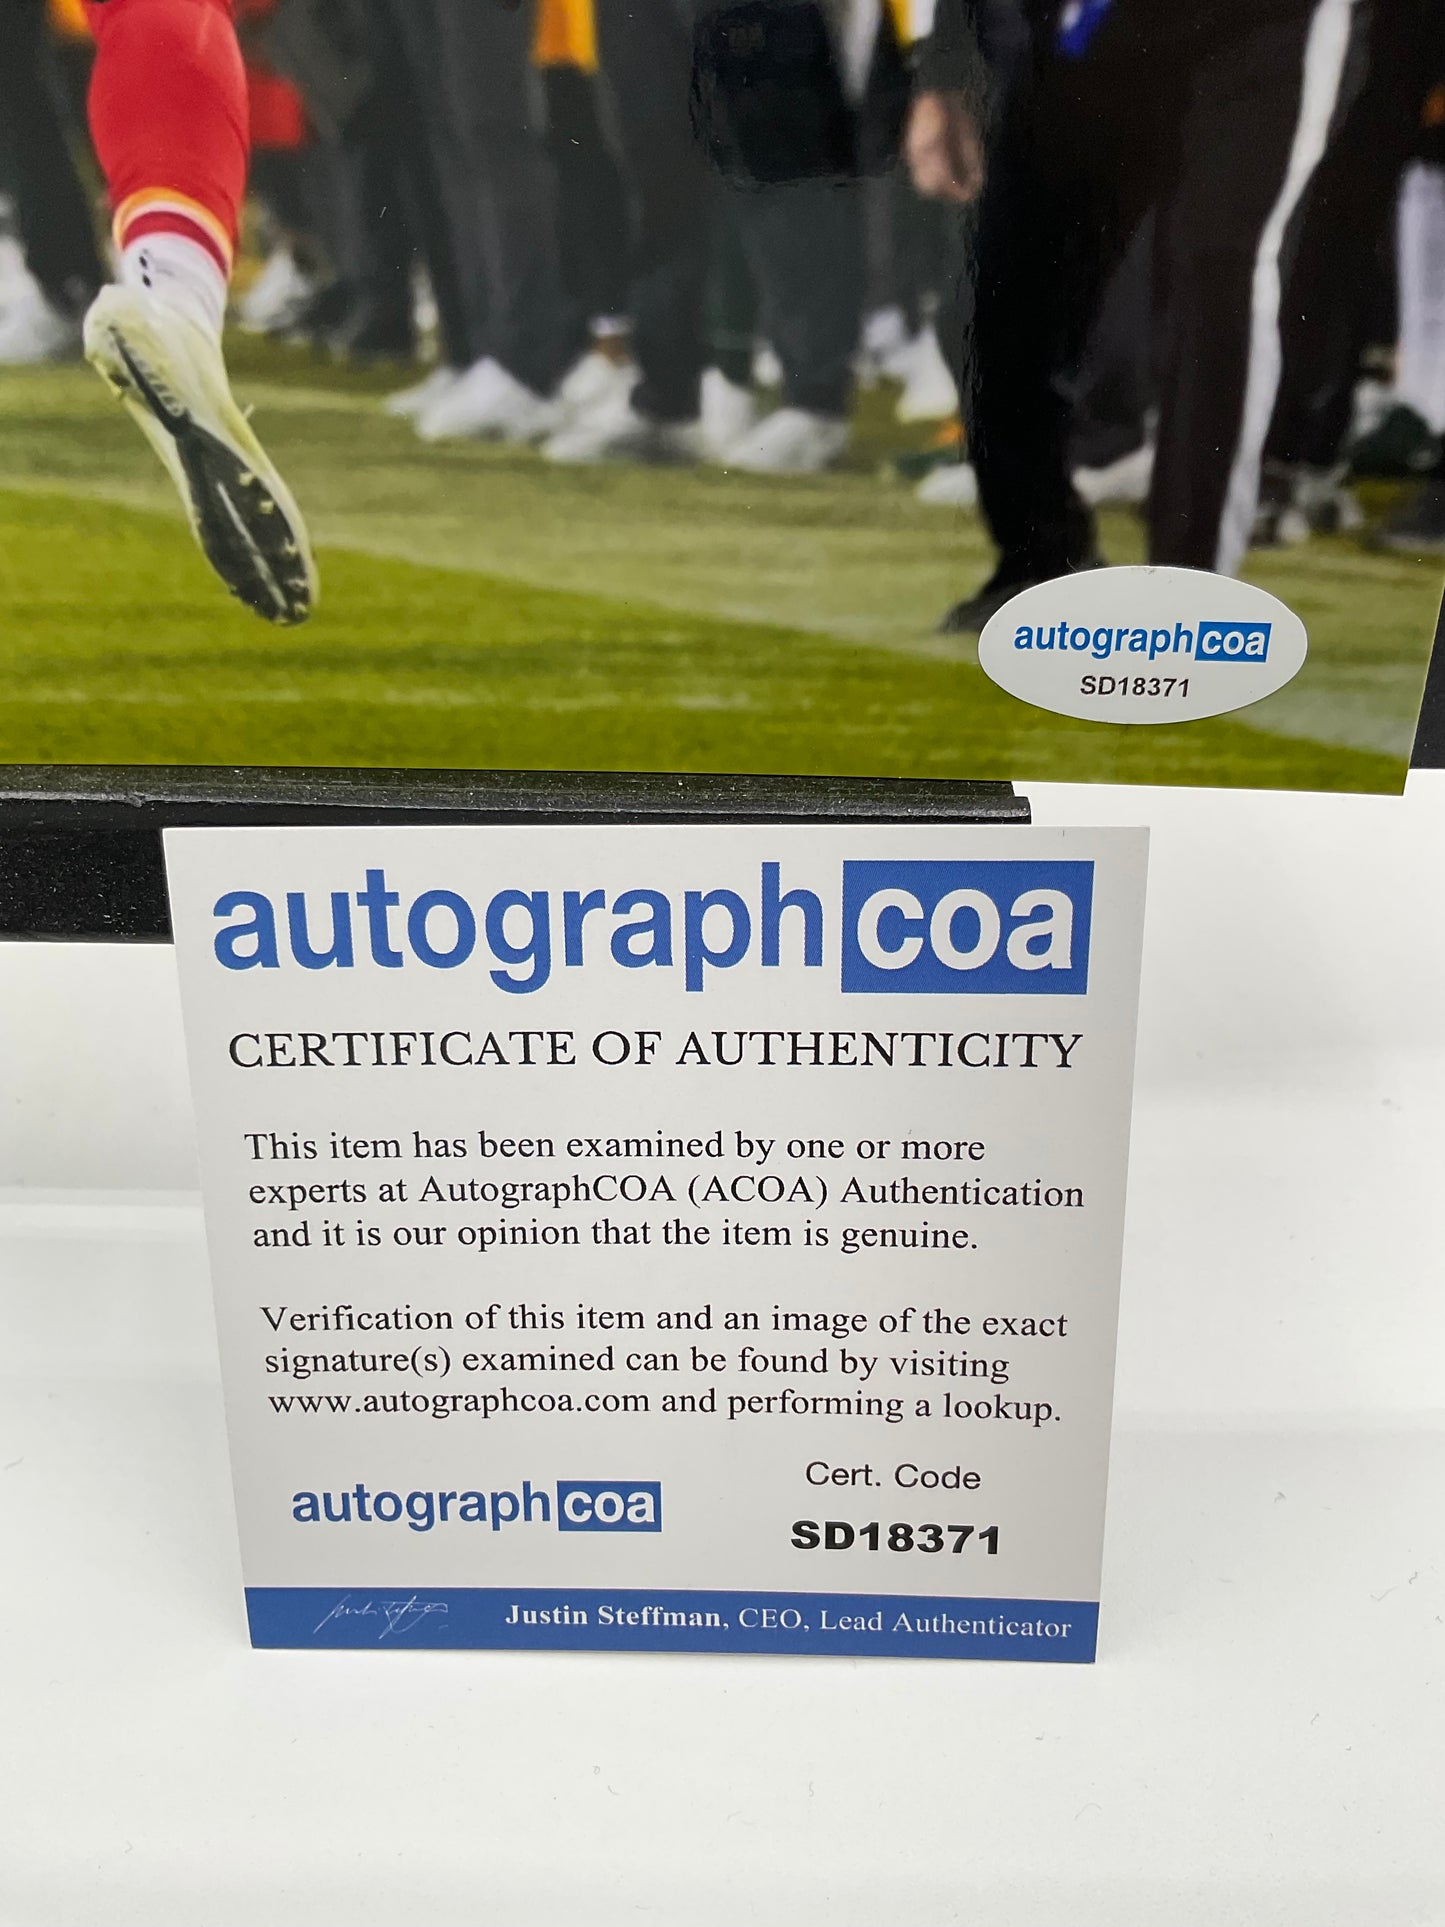 autographcoa
SD18371
autographcoa
CERTIFICATE OF AUTHENTICITY
This item has been examined by one or more
experts at AutographCOA (ACOA) Authentication
and it is our opinion that the item is genuine.
Verification of this item and an image of the exact
signature(s) examined can be found by visiting
www.autographcoa.com and performing a lookup.
autographcoa
Cert. Code
SD18371
Justin Steffman, CEO, Lead Authenticator